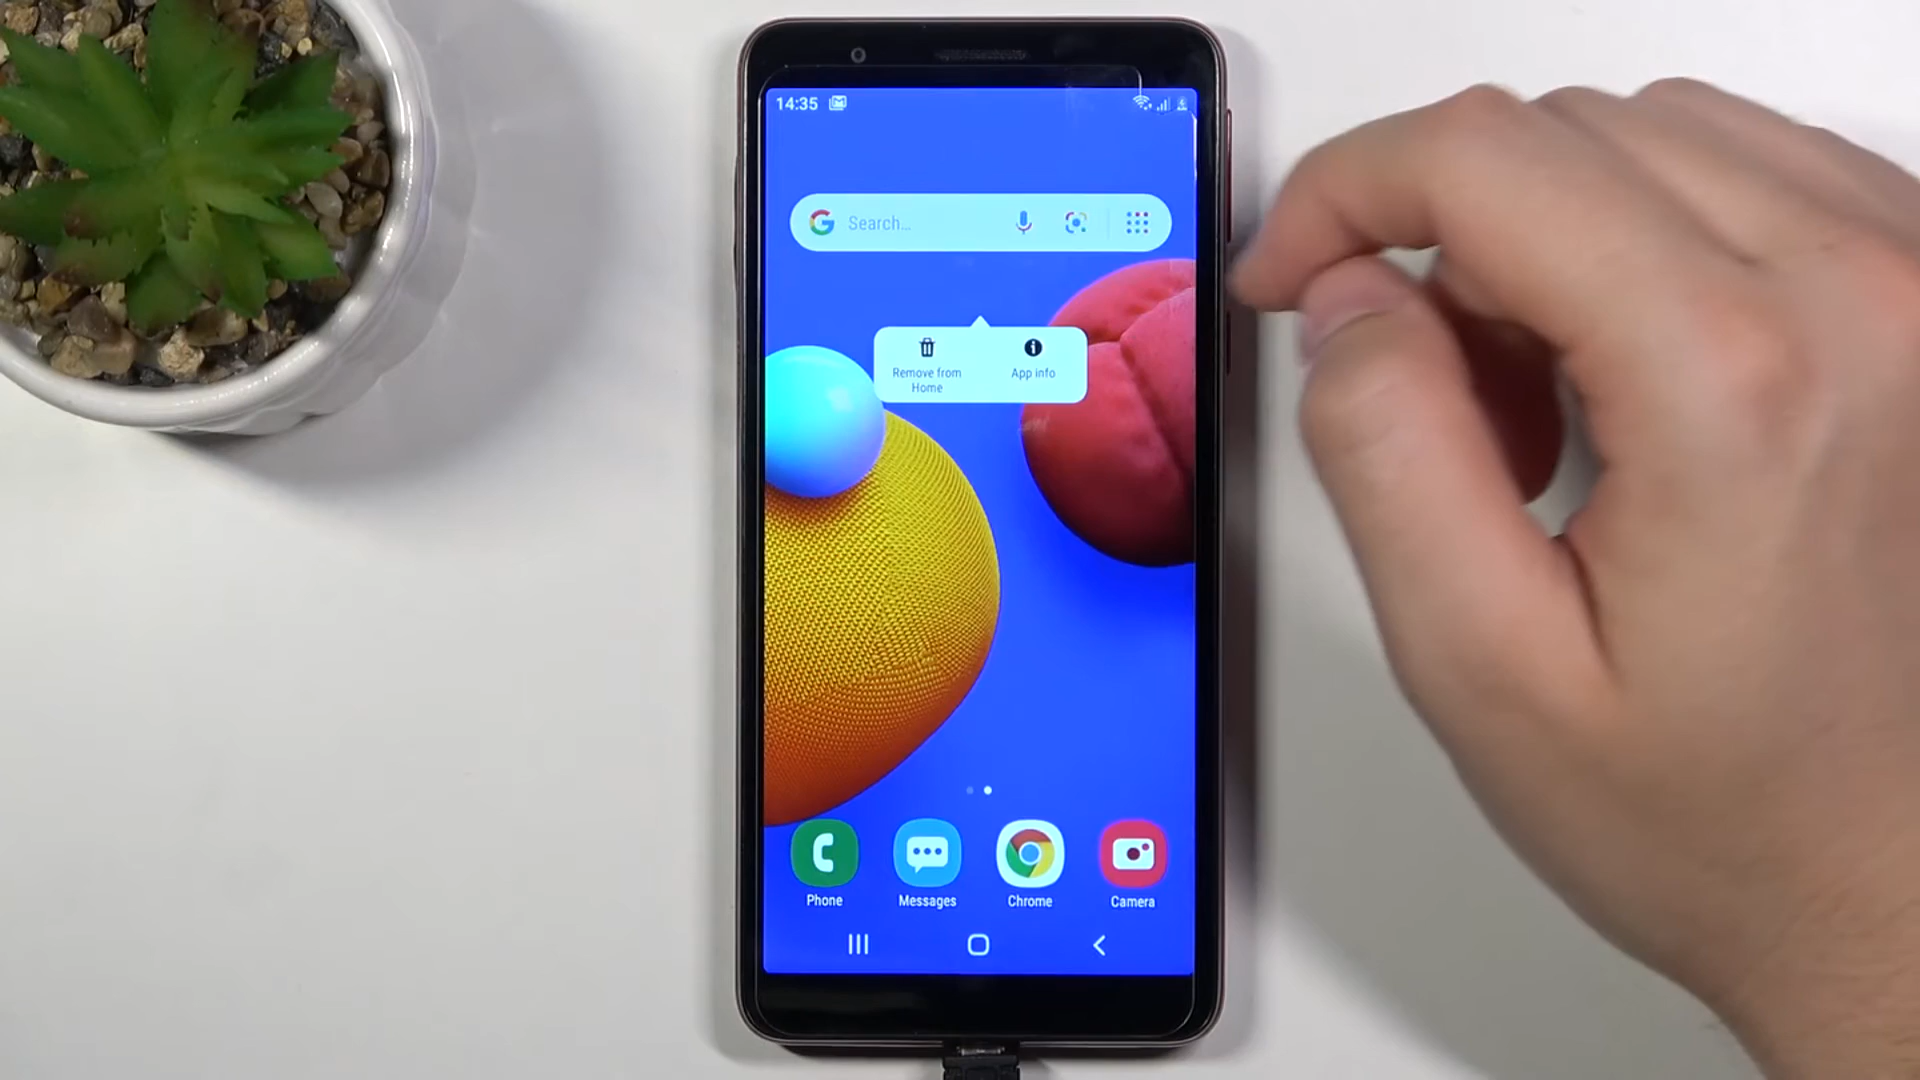 14:35
Search...
Remove from
Home
App info
Phone
Messages
Chrome
Camera